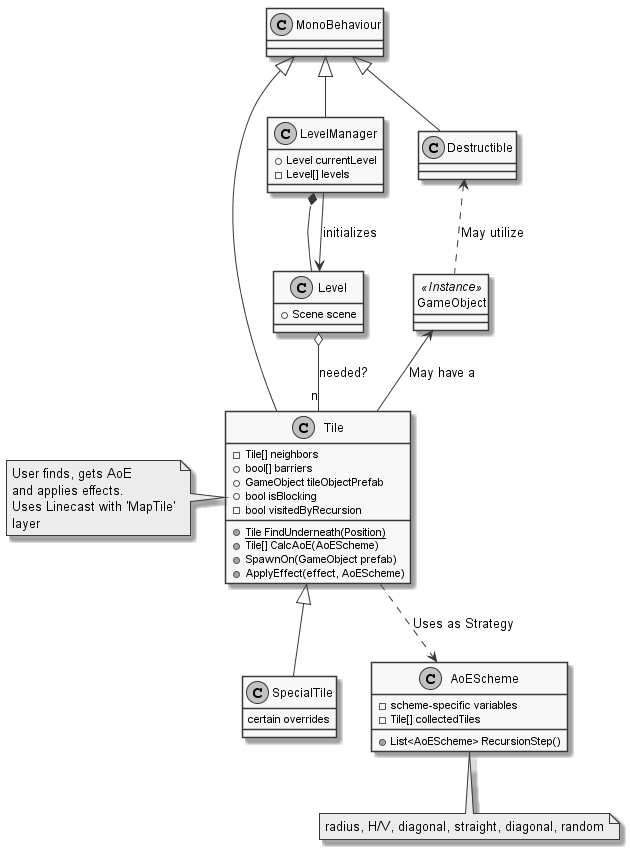 C MonoBehaviour
C LevelManager
Level currentLevel
Level[] levels
C Destructible
initializes
May utilize
C Level
Scene scene
«Instance»
GameObject
needed?
May have a
n
C Tile
Tile[] neighbors
bool[] barriers
GameObject tileObjectPrefab
bool isBlocking
bool visitedByRecursion
Tile FindUnderneath(Position)
Tile[] CalcAoE(AoEScheme)
SpawnOn(GameObject prefab)
ApplyEffect(effect, AoEScheme)
User finds, gets AoE
and applies effects.
Uses Linecast with 'MapTile'
layer
Uses as Strategy
C SpecialTile
certain overrides
C AoEScheme
scheme-specific variables
Tile[] collectedTiles
List<AoEScheme> RecursionStep()
radius, H/V, diagonal, straight, diagonal, random